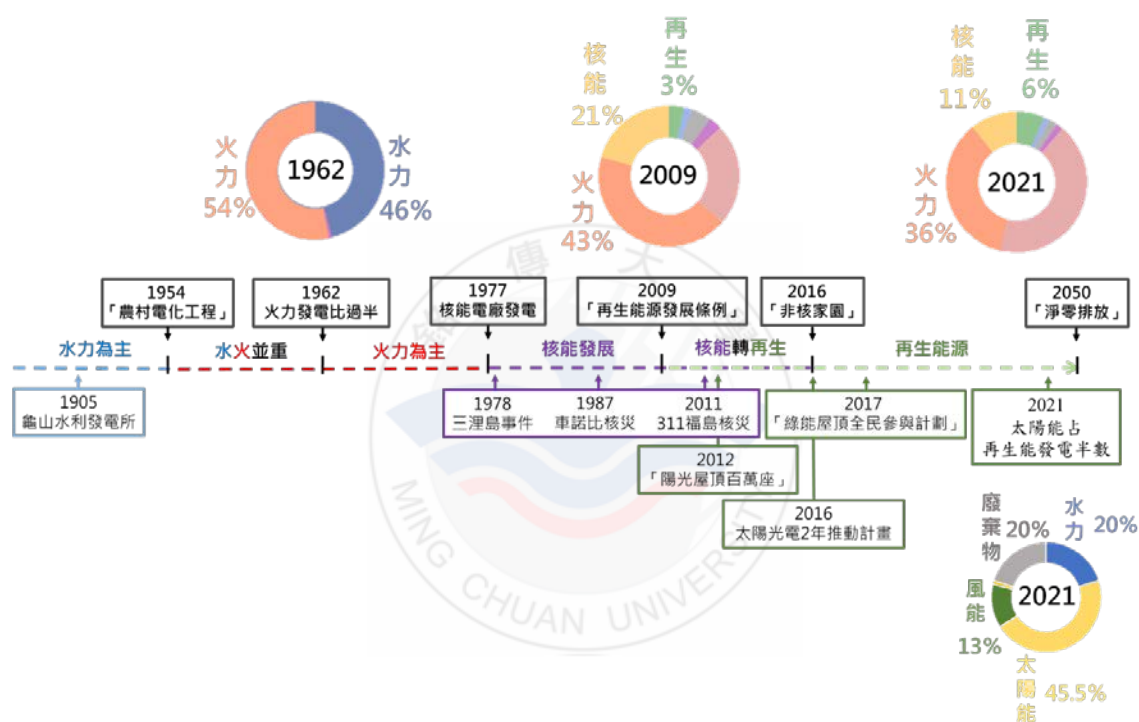 核能
21%
再生
3%
核能
11%
再生
6%
火力
54%
1962
水力
46%
火力
43%
2009
火力
36%
2021
1954
「農村電化工程」
1962
火力發電比過半
1977
核能電廠發電
2009
「再生能源發展條例」
2016
「非核家園」
2050
「淨零排放」
水力為主
水火並重
火力為主
核能發展
核能轉再生
再生能源
1905
龜山水利發電所
1978
三浬島事件
1987
車諾比核災
2011
311福島核災
2017
「綠能屋頂全民參與計劃」
2021
太陽能占
再生能發電半數
2012
「陽光屋頂百萬座」
2016
太陽光電2年推動計畫
廢棄物
20%
水力
20%
2021
風能
13%
太陽能
45.5%
銘傳大學
MING CHUAN UNIVERSITY